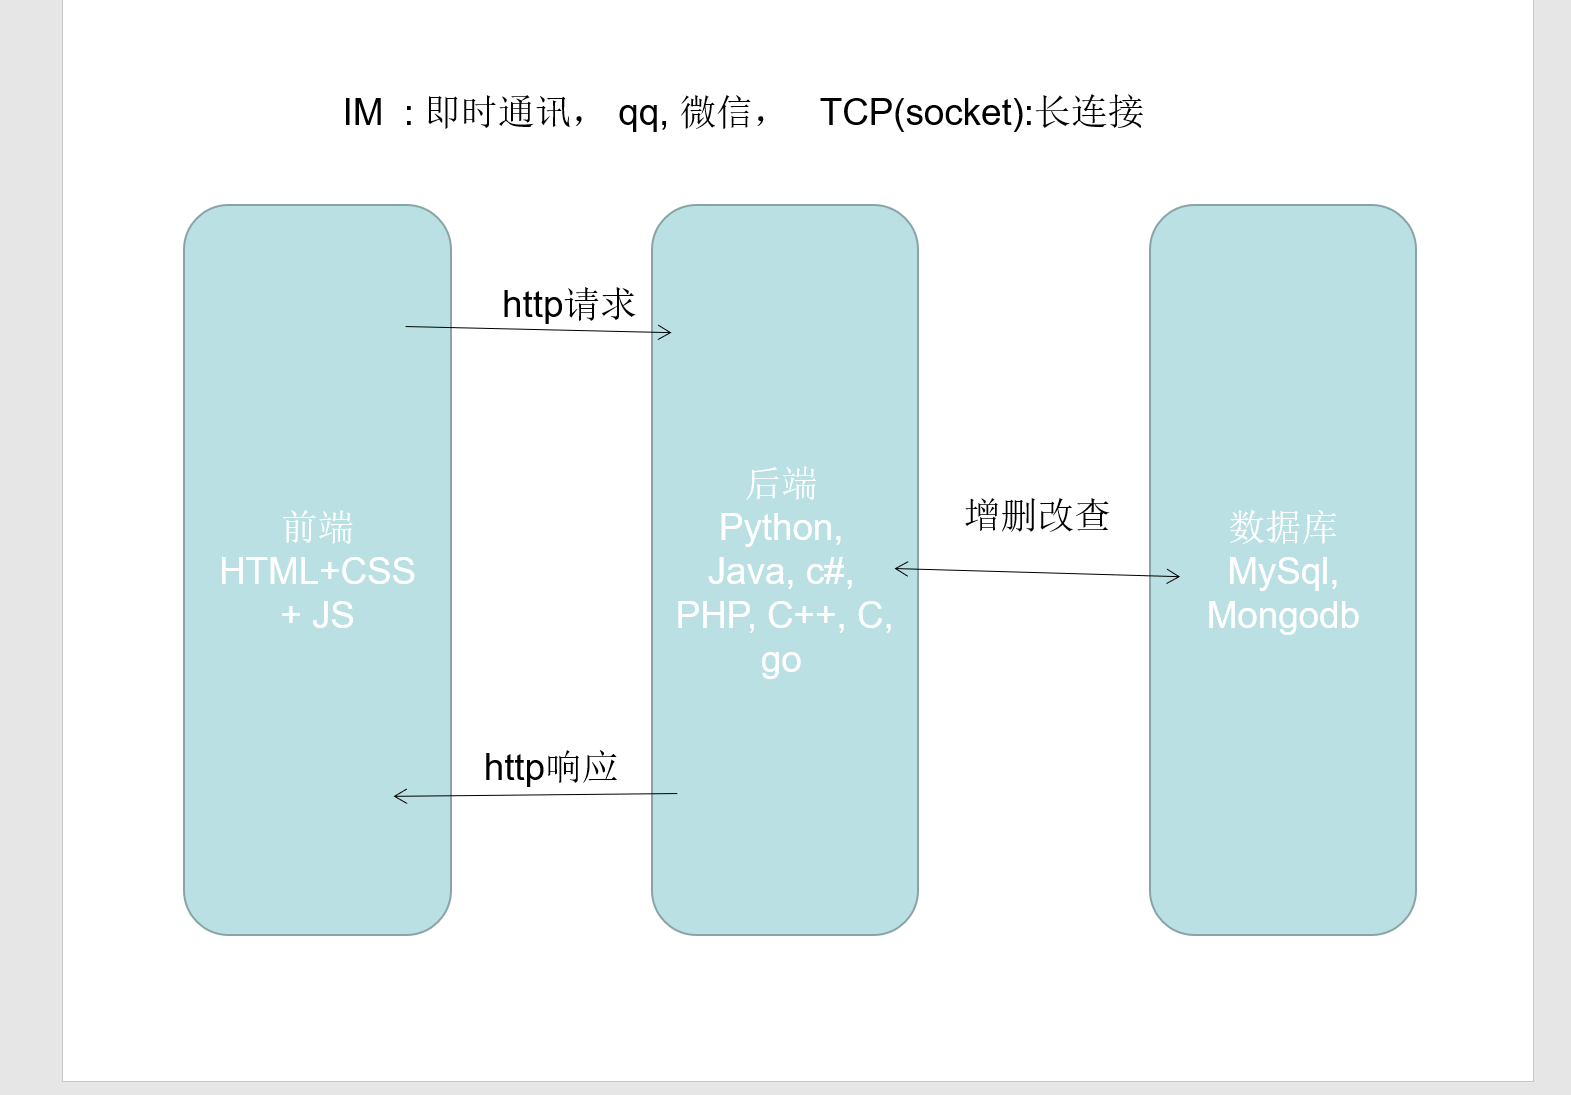 IM : 即时通讯， qq, 微信， TCP(socket):长连接
http请求
前端
HTML+CSS
+ JS
http响应
后端
Python,
Java, c#,
PHP, C++, C,
go
增删改查
数据库
MySql,
Mongodb